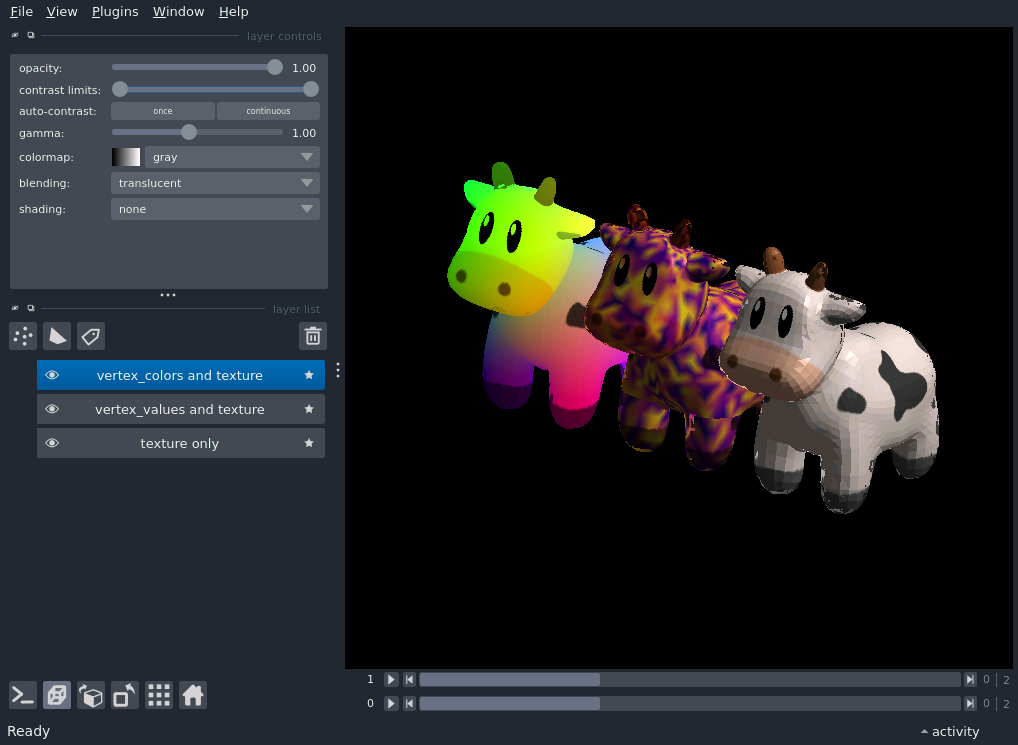 File View Plugins Window Help
layer controls
opacity: 1.00
contrast limits:
auto-contrast: once continuous
gamma: 1.00
colormap: gray
blending: translucent
shading: none
layer list
vertex_colors and texture
vertex_values and texture
texture only
1 0 | 2
0 0 | 2
Ready activity